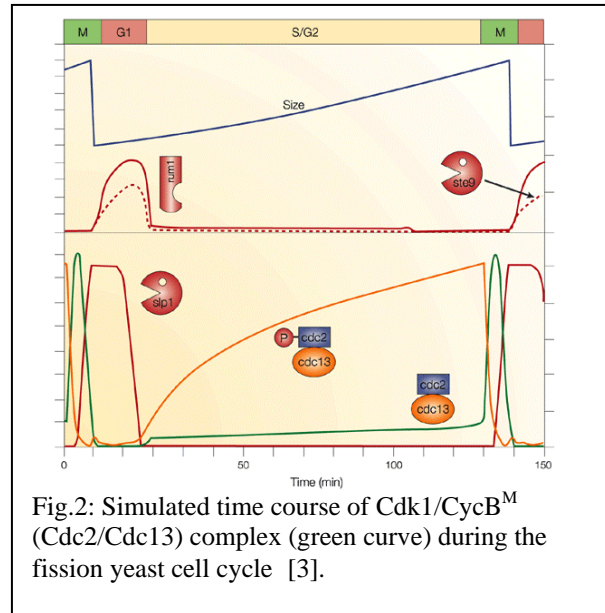 M G1 S/G2 M
Size
rum1
ste9
slp1
P cdc2
cdc13
cdc2
cdc13
0 50 100 150
Time (min)
Fig.2: Simulated time course of Cdk1/CycB^M
(Cdc2/Cdc13) complex (green curve) during the
fission yeast cell cycle [3].